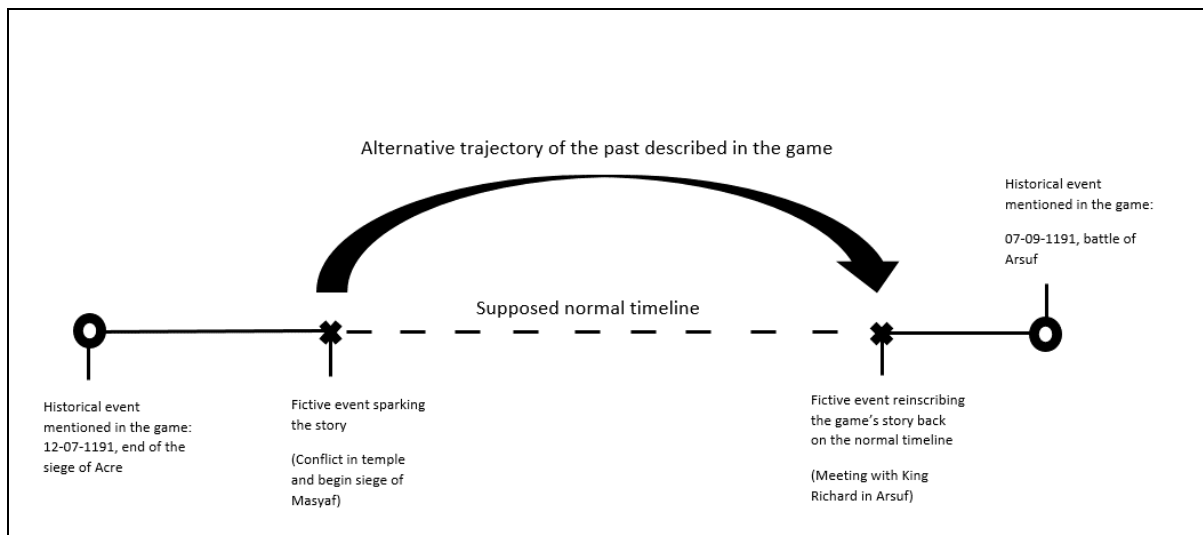 Alternative trajectory of the past described in the game
Historical event
mentioned in the game:
07-09-1191, battle of
Arsuf
Supposed normal timeline
Historical event
mentioned in the game:
12-07-1191, end of the
siege of Acre
Fictive event sparking
the story
(Conflict in temple
and begin siege of
Masyaf)
Fictive event reinscribing
the game's story back
on the normal timeline
(Meeting with King
Richard in Arsuf)